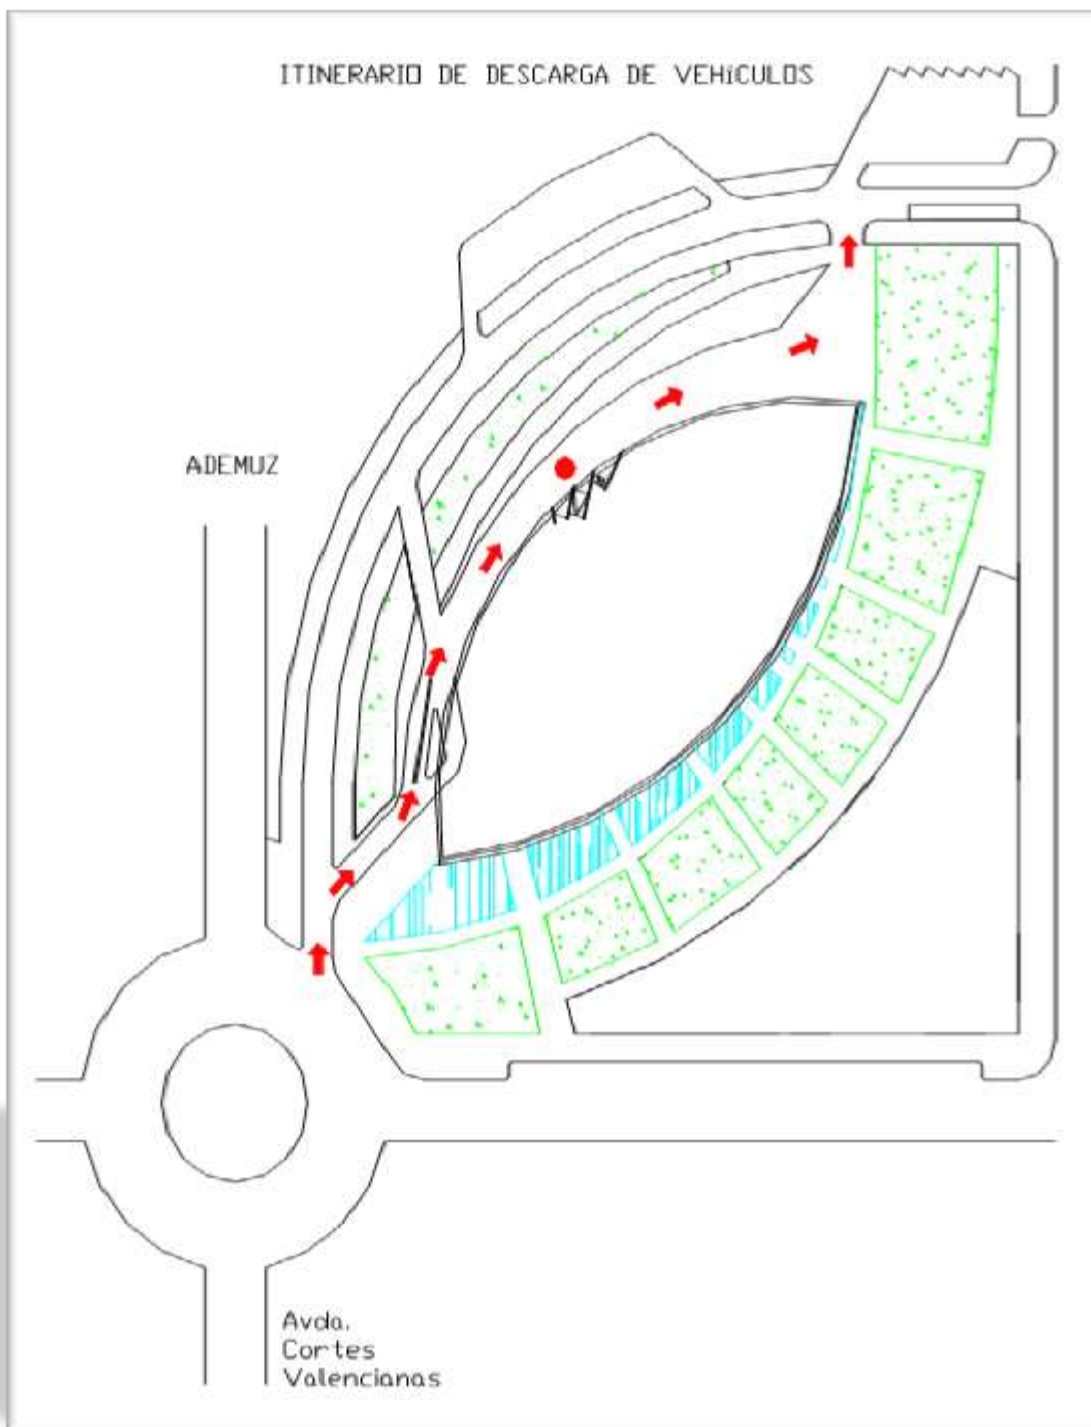 ITINERARIO DE DESCARGA DE VEHíCULOS
ADEMUZ
Avda.
Cortes
Valencianas